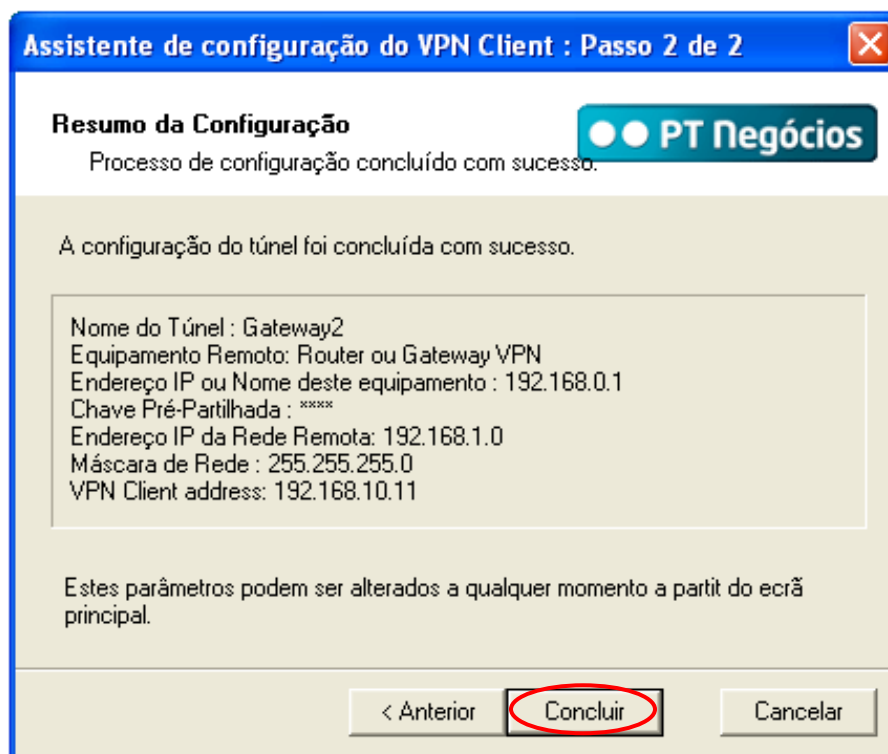 Assistente de configuração do VPN Client : Passo 2 de 2
Resumo da Configuração
PT Negócios
Processo de configuração concluído com sucesso.
A configuração do túnel foi concluída com sucesso.
Nome do Túnel : Gateway2
Equipamento Remoto: Router ou Gateway VPN
Endereço IP ou Nome deste equipamento : 192.168.0.1
Chave Pré-Partilhada : ****
Endereço IP da Rede Remota: 192.168.1.0
Máscara de Rede : 255.255.255.0
VPN Client address: 192.168.10.11
Estes parâmetros podem ser alterados a qualquer momento a partit do ecrã
principal.
< Anterior
Concluir
Cancelar